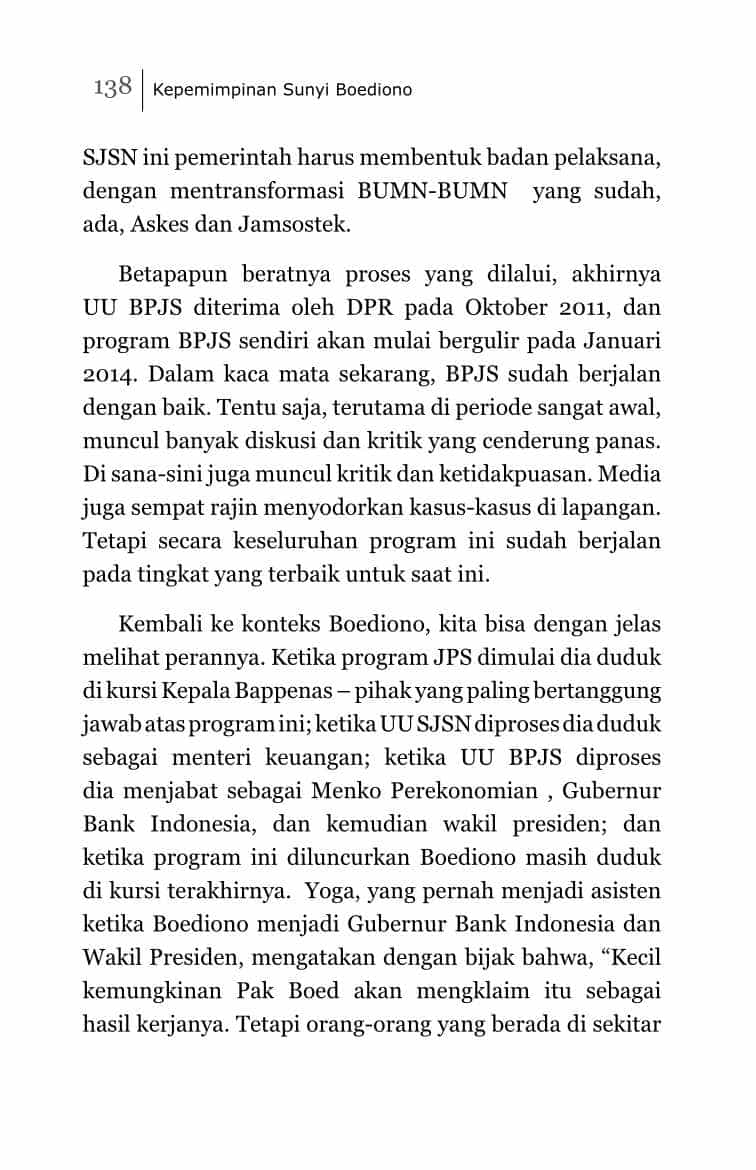 138 Kepemimpinan Sunyi Boediono
SJSN ini pemerintah harus membentuk badan pelaksana,
dengan mentransformasi BUMN-BUMN yang sudah,
ada, Askes dan Jamsostek.
Betapapun beratnya proses yang dilalui, akhirnya
UU BPJS diterima oleh DPR pada Oktober 2011, dan
program BPJS sendiri akan mulai bergulir pada Januari
2014. Dalam kaca mata sekarang, BPJS sudah berjalan
dengan baik. Tentu saja, terutama di periode sangat awal,
muncul banyak diskusi dan kritik yang cenderung panas.
Di sana-sini juga muncul kritik dan ketidakpuasan. Media
juga sempat rajin menyodorkan kasus-kasus di lapangan.
Tetapi secara keseluruhan program ini sudah berjalan
pada tingkat yang terbaik untuk saat ini.
Kembali ke konteks Boediono, kita bisa dengan jelas
melihat perannya. Ketika program JPS dimulai dia duduk
di kursi Kepala Bappenas – pihak yang paling bertanggung
jawab atas program ini; ketika UU SJSN diproses dia duduk
sebagai menteri keuangan; ketika UU BPJS diproses
dia menjabat sebagai Menko Perekonomian , Gubernur
Bank Indonesia, dan kemudian wakil presiden; dan
ketika program ini diluncurkan Boediono masih duduk
di kursi terakhirnya. Yoga, yang pernah menjadi asisten
ketika Boediono menjadi Gubernur Bank Indonesia dan
Wakil Presiden, mengatakan dengan bijak bahwa, “Kecil
kemungkinan Pak Boed akan mengklaim itu sebagai
hasil kerjanya. Tetapi orang-orang yang berada di sekitar